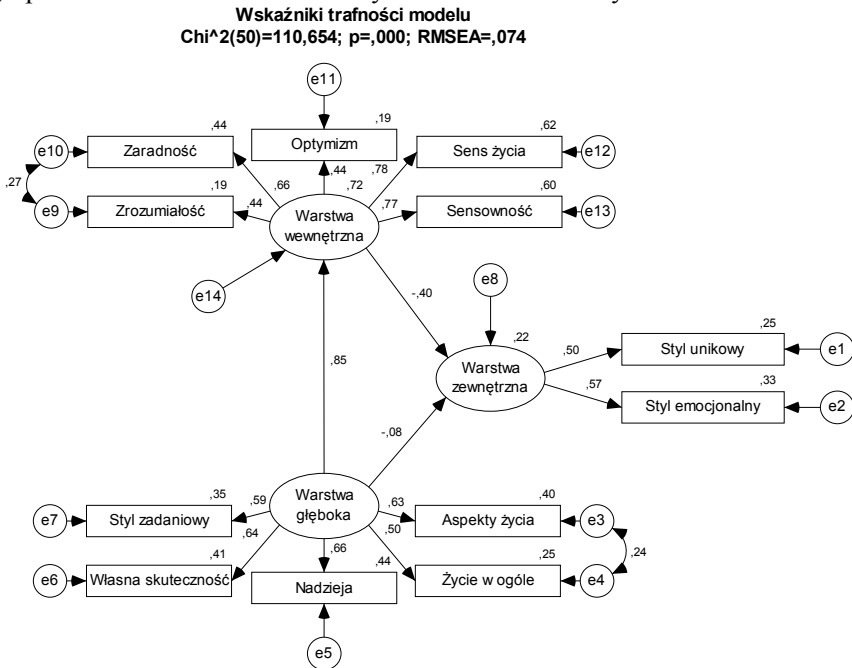 Wskaźniki trafności modelu
Chi^2(50)=110,654; p=,000; RMSEA=,074
e11
,44
,19
,62
e10
Zaradność
Optymizm
Sens życia
e12
,27
,19
,66
,44
,72
,78
,60
e9
Zrozumiałość
,44
Warstwa
wewnętrzna
,77
Sensowność
e13
e14
e8
-,40
,22
,25
,85
Warstwa
zewnętrzna
,50
Styl unikowy
e1
,57
,33
Styl emocjonalny
e2
-,08
,35
,40
e7
Styl zadaniowy
,59
Warstwa
głęboka
,63
Aspekty życia
e3
,64
,50
,41
,66
,25
,24
e6
Własna skuteczność
,44
Nadzieja
Życie w ogóle
e4
e5